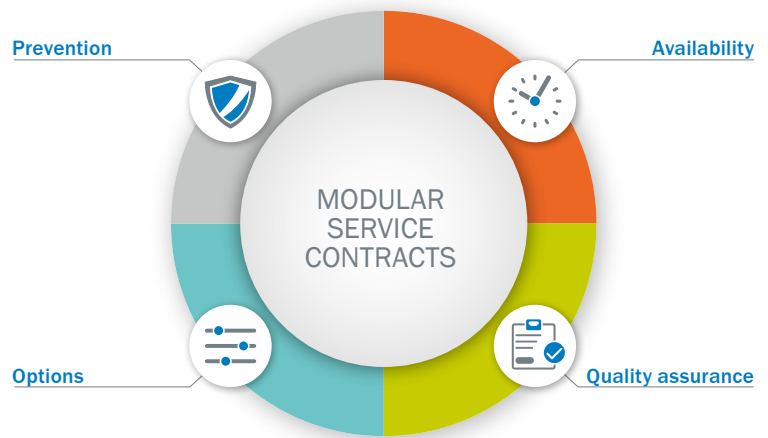 Prevention
Availability
MODULAR
SERVICE
CONTRACTS
Options
Quality assurance